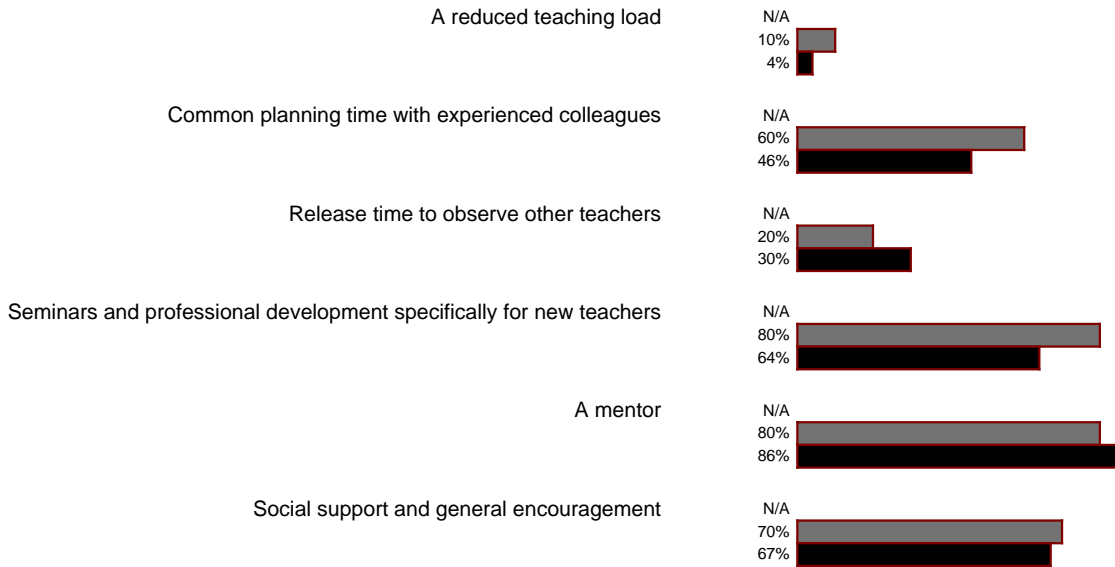 A reduced teaching load
N/A
10%
4%
Common planning time with experienced colleagues
N/A
60%
46%
Release time to observe other teachers
N/A
20%
30%
Seminars and professional development specifically for new teachers
N/A
80%
64%
A mentor
N/A
80%
86%
Social support and general encouragement
N/A
70%
67%